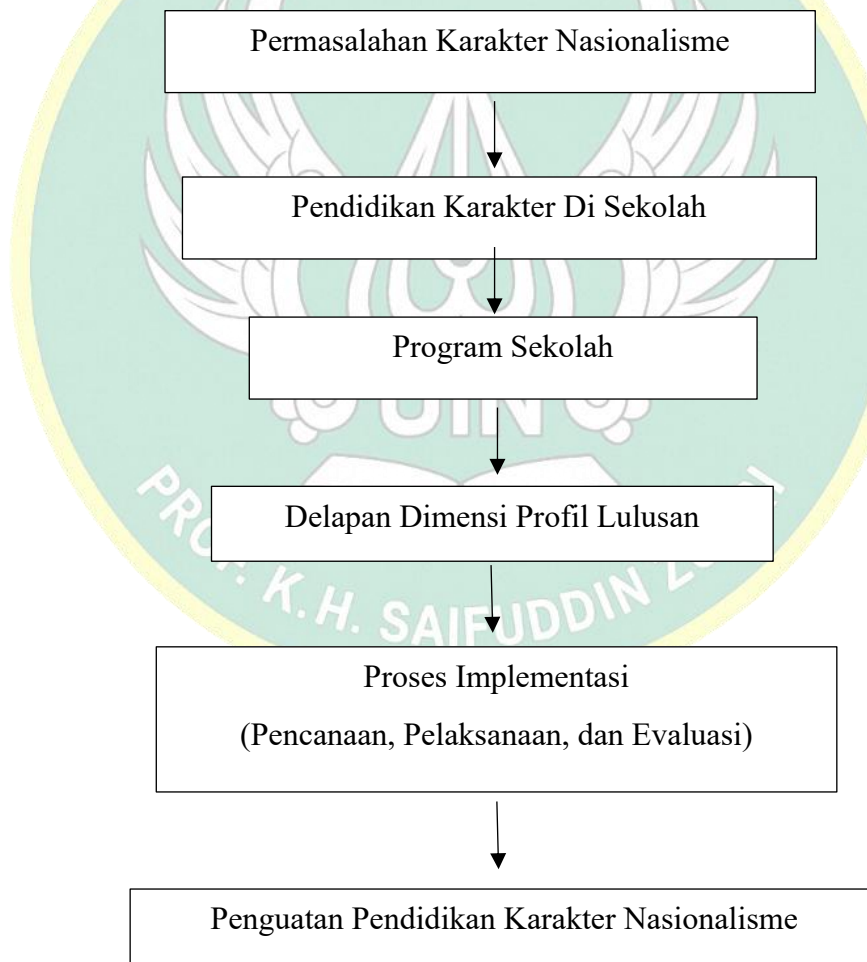 Permasalahan Karakter Nasionalisme
Pendidikan Karakter Di Sekolah
Program Sekolah
UIN
Delapan Dimensi Profil Lulusan
PROF. K.H. SAIFUDDIN
Proses Implementasi
(Pencanaan, Pelaksanaan, dan Evaluasi)
Penguatan Pendidikan Karakter Nasionalisme